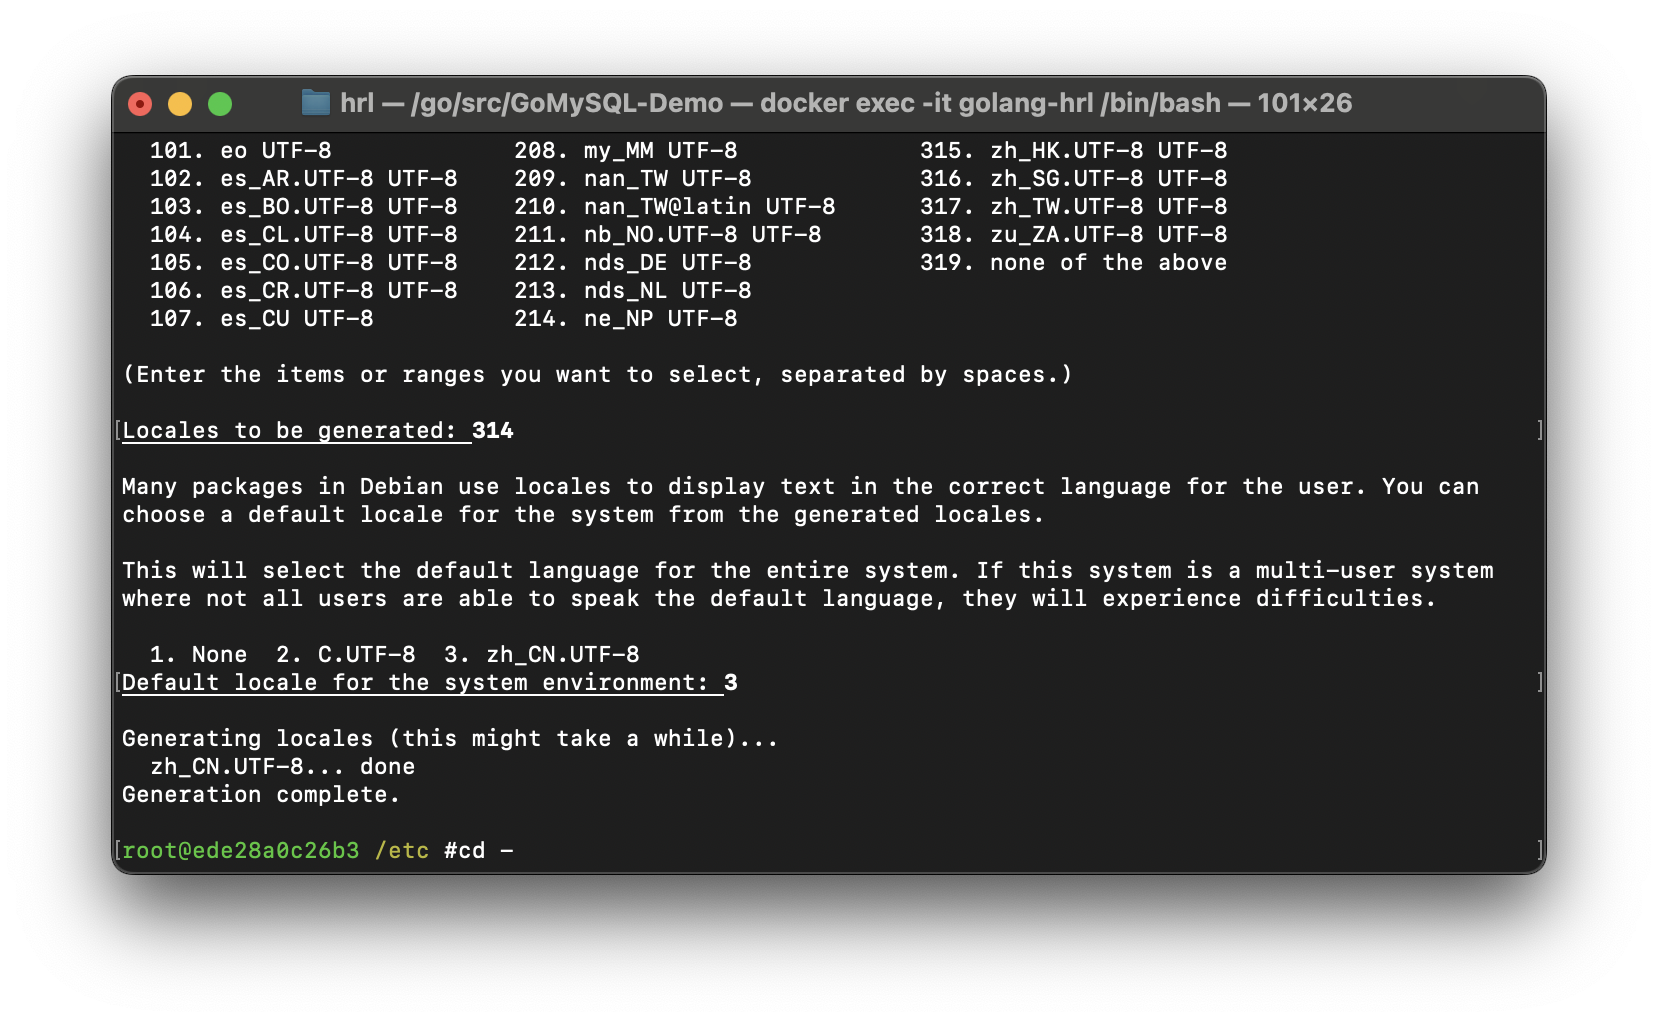 hrl — /go/src/GoMySQL-Demo — docker exec -it golang-hrl /bin/bash — 101×26
101. eo UTF-8 208. my_MM UTF-8 315. zh_HK.UTF-8 UTF-8
102. es_AR.UTF-8 UTF-8 209. nan_TW UTF-8 316. zh_SG.UTF-8 UTF-8
103. es_BO.UTF-8 UTF-8 210. nan_TW@latin UTF-8 317. zh_TW.UTF-8 UTF-8
104. es_CL.UTF-8 UTF-8 211. nb_NO.UTF-8 UTF-8 318. zu_ZA.UTF-8 UTF-8
105. es_CO.UTF-8 UTF-8 212. nds_DE UTF-8 319. none of the above
106. es_CR.UTF-8 UTF-8 213. nds_NL UTF-8
107. es_CU UTF-8 214. ne_NP UTF-8
(Enter the items or ranges you want to select, separated by spaces.)
[Locales to be generated: 314 ]
Many packages in Debian use locales to display text in the correct language for the user. You can
choose a default locale for the system from the generated locales.
This will select the default language for the entire system. If this system is a multi-user system
where not all users are able to speak the default language, they will experience difficulties.
1. None 2. C.UTF-8 3. zh_CN.UTF-8
[Default locale for the system environment: 3 ]
Generating locales (this might take a while)...
zh_CN.UTF-8... done
Generation complete.
[root@ede28a0c26b3 /etc #cd - ]